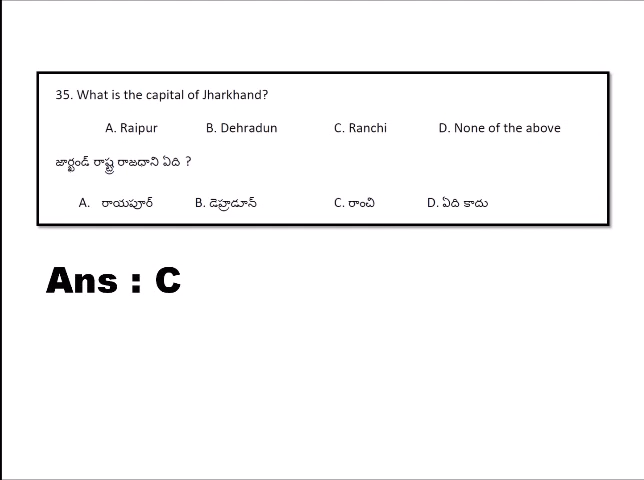 35. What is the capital of Jharkhand?
A. Raipur B. Dehradun C. Ranchi D. None of the above
జార్ఖండ్ రాష్ట్ర రాజధాని ఏది ?
A. రాయపూర్ B. డెహ్రడూన్ C. రాంచి D. ఏది కాదు
Ans : C